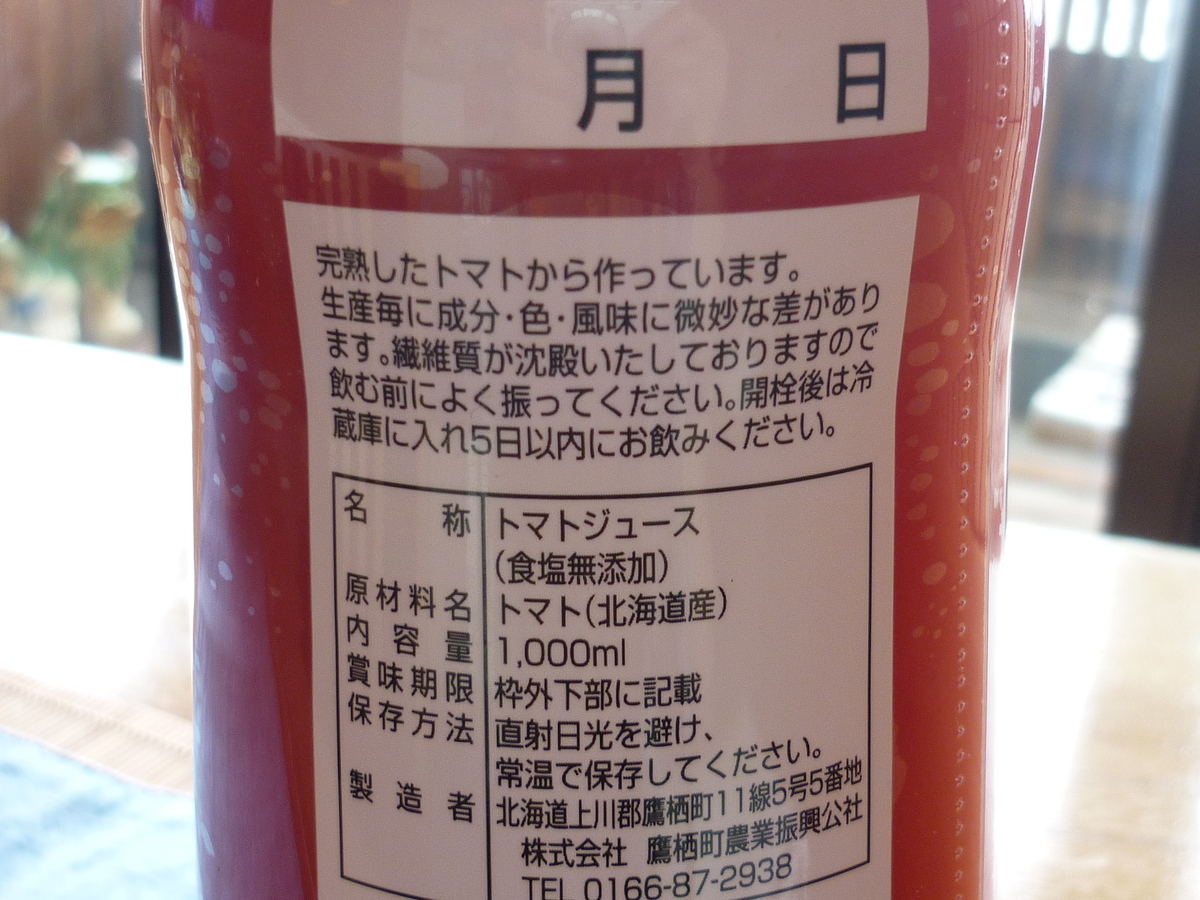 月 日
完熟したトマトから作っています。
生産毎に成分・色・風味に微妙な差があり
ます。繊維質が沈殿いたしておりますので
飲む前によく振ってください。開栓後は冷
蔵庫に入れ5日以内にお飲みください。
名称 トマトジュース
(食塩無添加)
原材料名 トマト(北海道産)
内容量 1,000ml
賞味期限 枠外下部に記載
保存方法 直射日光を避け、
常温で保存してください。
製造者 北海道上川郡鷹栖町11線5号5番地
株式会社 鷹栖町農業振興公社
TEL 0166-87-2938